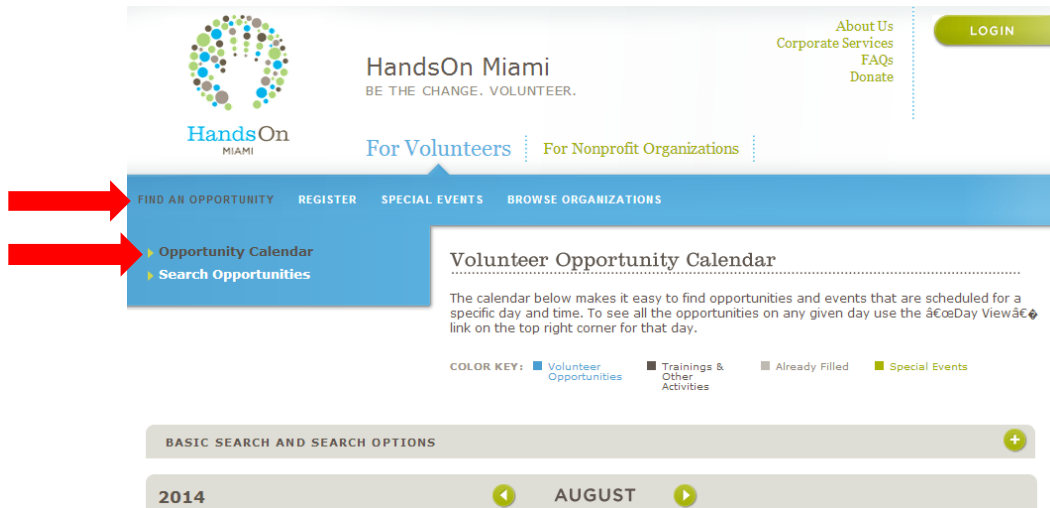 About Us
Corporate Services
FAQs
Donate
LOGIN
HandsOn Miami
BE THE CHANGE. VOLUNTEER.
HandsOn
MIAMI
For Volunteers
For Nonprofit Organizations
FIND AN OPPORTUNITY REGISTER SPECIAL EVENTS BROWSE ORGANIZATIONS
Opportunity Calendar
Search Opportunities
Volunteer Opportunity Calendar
The calendar below makes it easy to find opportunities and events that are scheduled for a
specific day and time. To see all the opportunities on any given day use the â€œDay Viewâ€�
link on the top right corner for that day.
COLOR KEY:
Volunteer
Opportunities
Trainings &
Other
Activities
Already Filled
Special Events
BASIC SEARCH AND SEARCH OPTIONS
2014 AUGUST